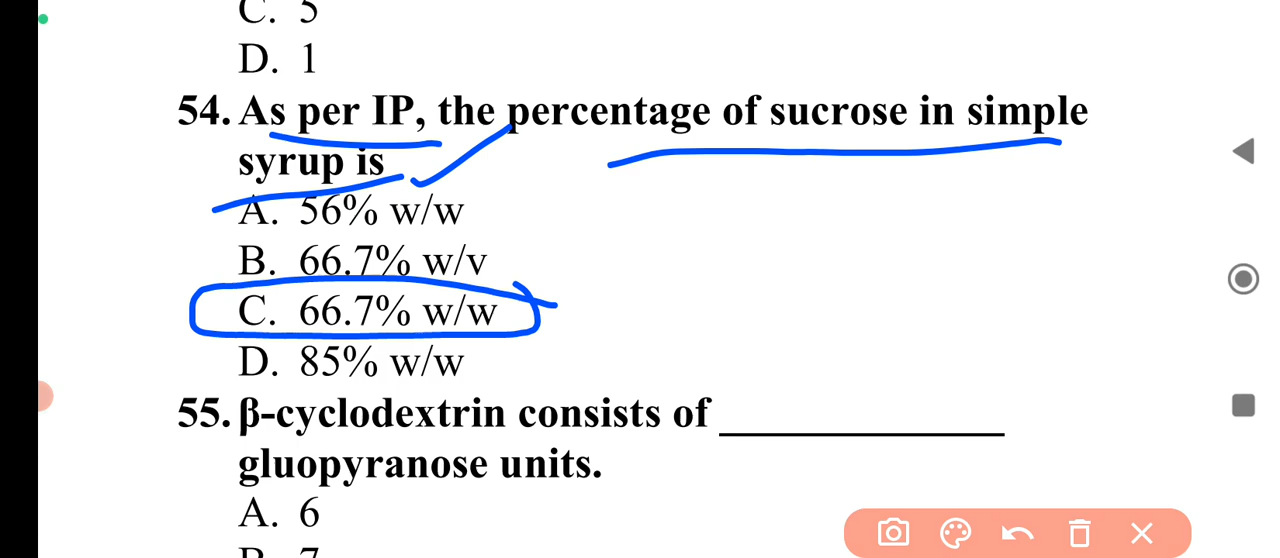 C. 5
D. 1
54. As per IP, the percentage of sucrose in simple
syrup is
A. 56% w/w
B. 66.7% w/v
C. 66.7% w/w
D. 85% w/w
55. β-cyclodextrin consists of ______________
gluopyranose units.
A. 6